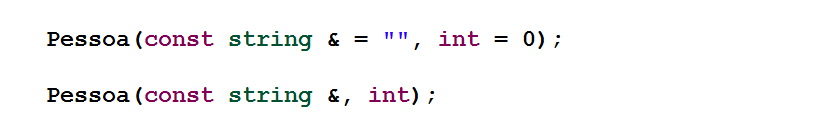 Pessoa(const string & = "", int = 0);
Pessoa(const string &, int);